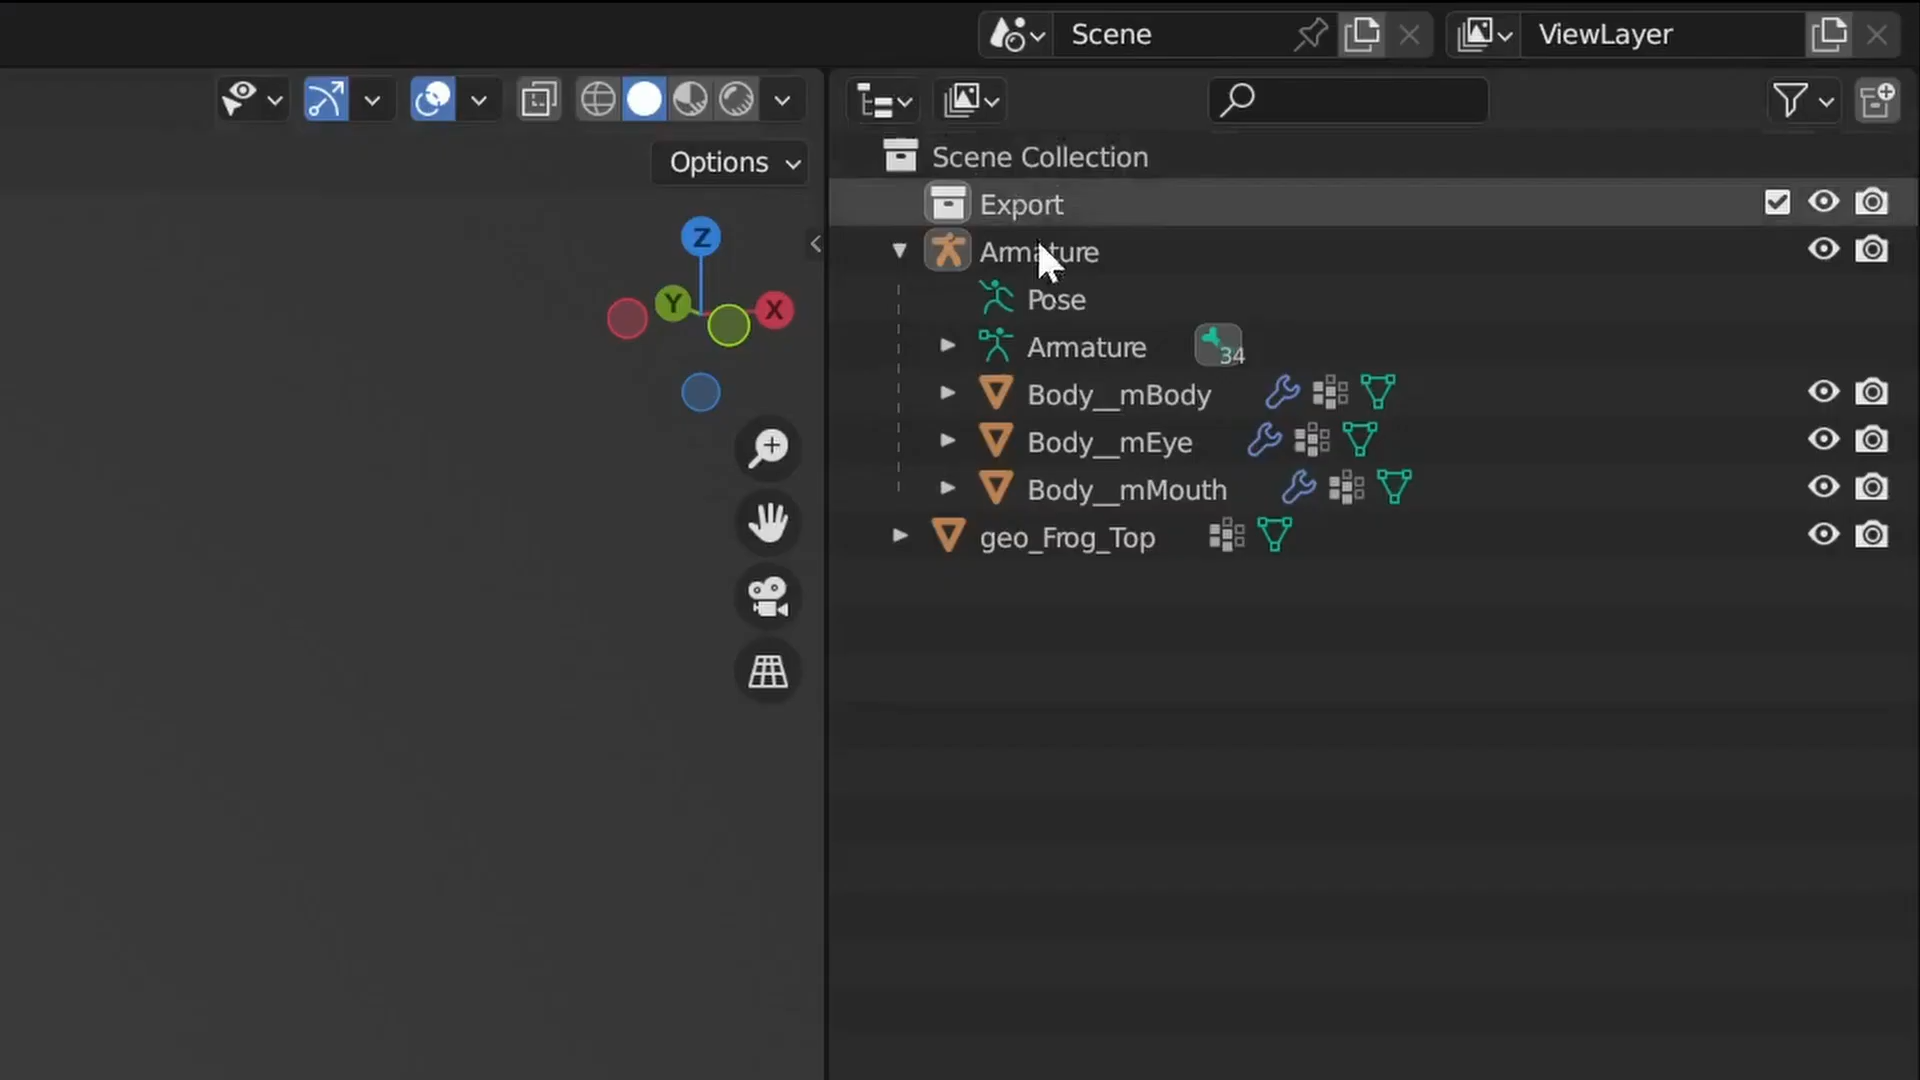 Scene
ViewLayer
Options
Scene Collection
Export
Armature
Pose
Armature 34
Body__mBody
Body__mEye
Body__mMouth
geo_Frog_Top
Z
Y
X